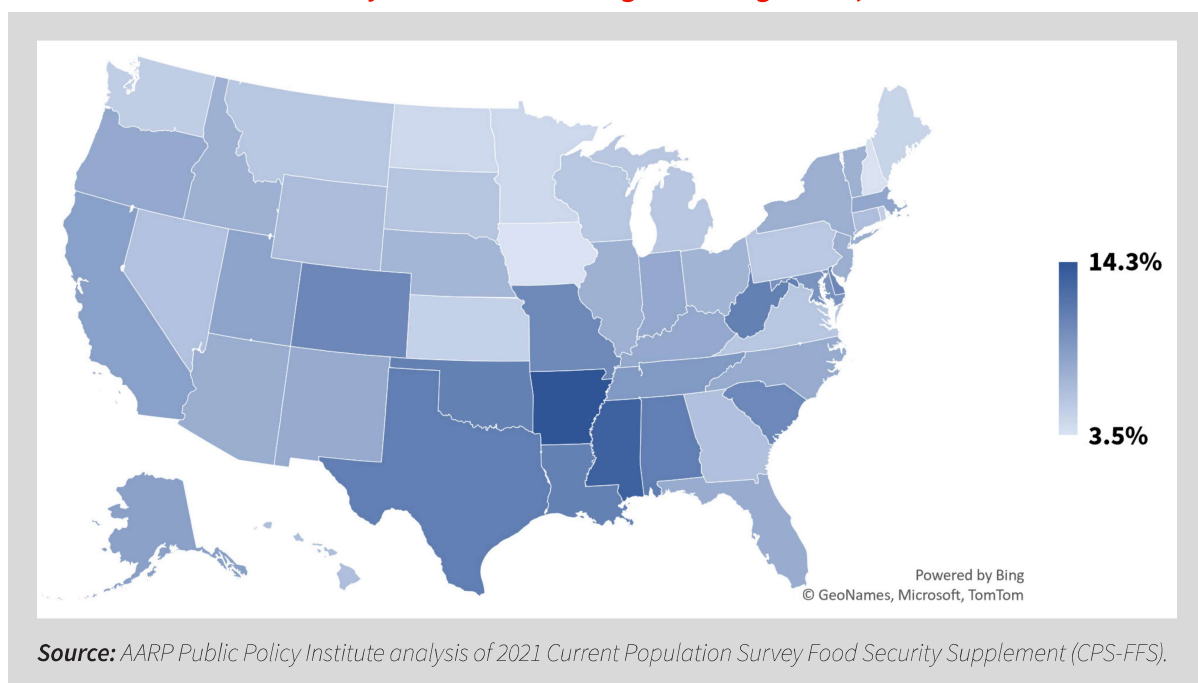 14.3%
3.5%
Powered by Bing
© GeoNames, Microsoft, TomTom
Source: AARP Public Policy Institute analysis of 2021 Current Population Survey Food Security Supplement (CPS-FFS).